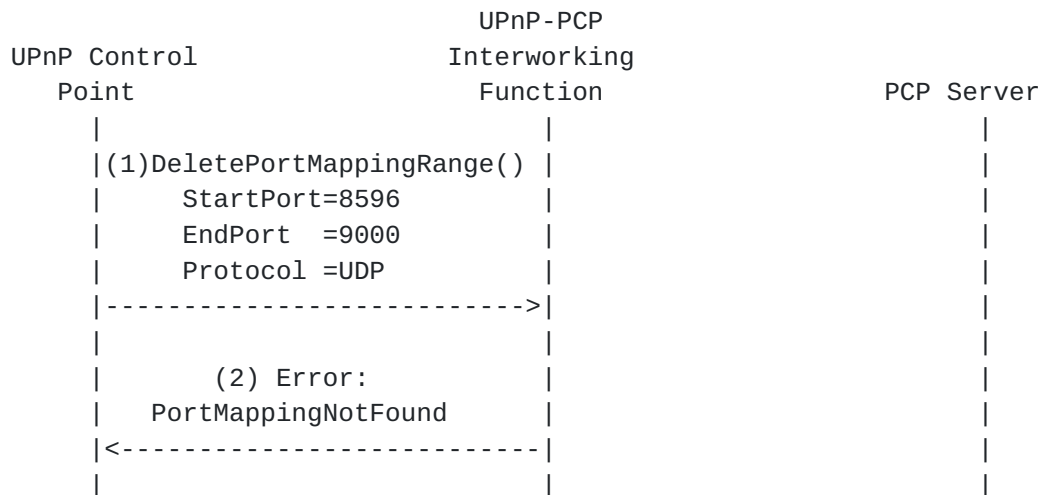 UPnP-PCP
UPnP Control Interworking
Point Function PCP Server
(1)DeletePortMappingRange()
StartPort=8596
EndPort =9000
Protocol =UDP
(2) Error:
PortMappingNotFound